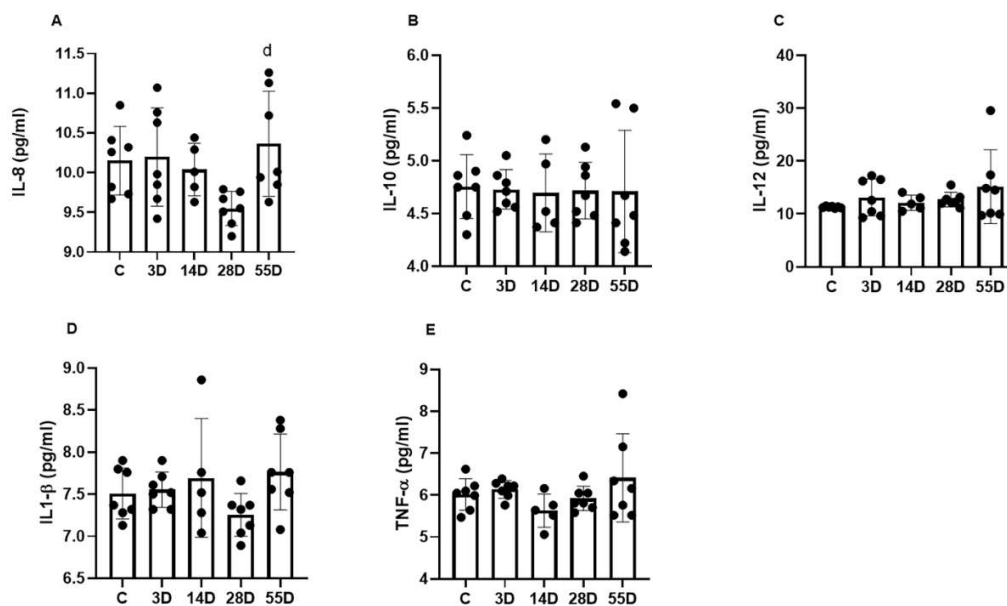 A
IL-8 (pg/ml)
11.5
11.0
10.5
10.0
9.5
9.0
d
C 3D 14D 28D 55D
B
IL-10 (pg/ml)
6.0
5.5
5.0
4.5
4.0
C 3D 14D 28D 55D
C
IL-12 (pg/ml)
40
30
20
10
0
C 3D 14D 28D 55D
D
IL1-β (pg/ml)
9.0
8.5
8.0
7.5
7.0
6.5
C 3D 14D 28D 55D
E
TNF-α (pg/ml)
9
8
7
6
5
4
C 3D 14D 28D 55D